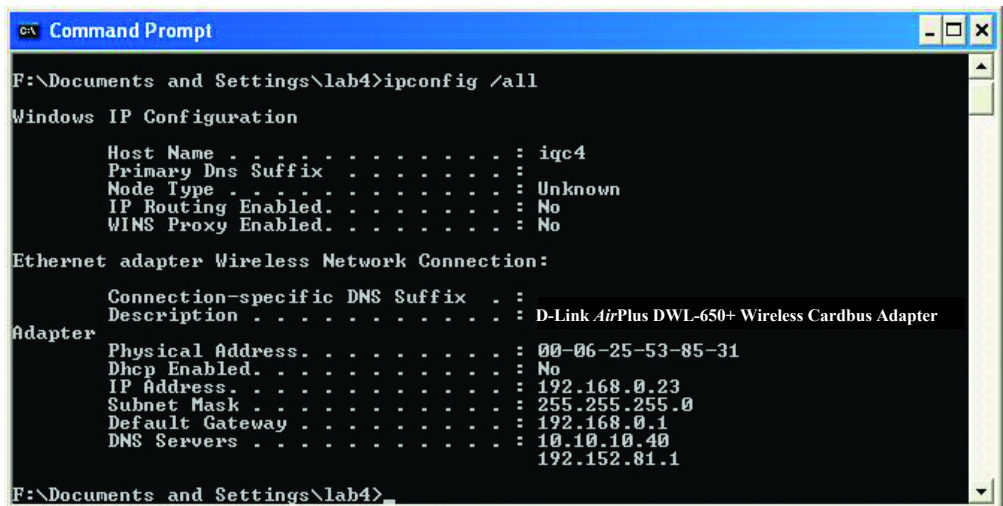 Command Prompt
F:\Documents and Settings\lab4>ipconfig /all
Windows IP Configuration
Host Name . . . . . . . . . . . . : iqc4
Primary Dns Suffix . . . . . . . :
Node Type . . . . . . . . . . . . : Unknown
IP Routing Enabled. . . . . . . . : No
WINS Proxy Enabled. . . . . . . . : No
Ethernet adapter Wireless Network Connection:
Connection-specific DNS Suffix . :
Description . . . . . . . . . . . : D-Link AirPlus DWL-650+ Wireless Cardbus Adapter
Adapter
Physical Address. . . . . . . . . : 00-06-25-53-85-31
Dhcp Enabled. . . . . . . . . . . : No
IP Address. . . . . . . . . . . . : 192.168.0.23
Subnet Mask . . . . . . . . . . . : 255.255.255.0
Default Gateway . . . . . . . . . : 192.168.0.1
DNS Servers . . . . . . . . . . . : 10.10.10.40
192.152.81.1
F:\Documents and Settings\lab4>_